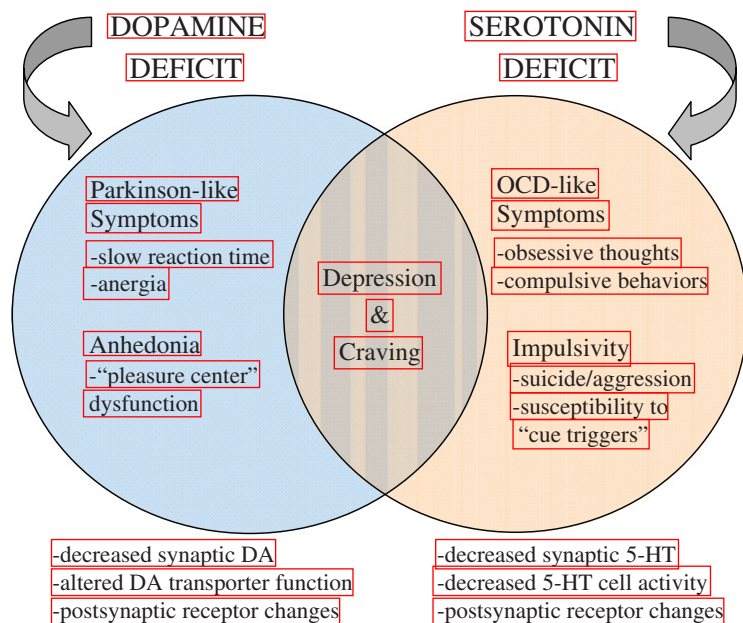 DOPAMINE
DEFICIT
SEROTONIN
DEFICIT
Parkinson-like
Symptoms
-slow reaction time
-anergia
Anhedonia
-“pleasure center”
dysfunction
Depression
&
Craving
OCD-like
Symptoms
-obsessive thoughts
-compulsive behaviors
Impulsivity
-suicide/aggression
-susceptibility to
“cue triggers”
-decreased synaptic DA
-altered DA transporter function
-postsynaptic receptor changes
-decreased synaptic 5-HT
-decreased 5-HT cell activity
-postsynaptic receptor changes